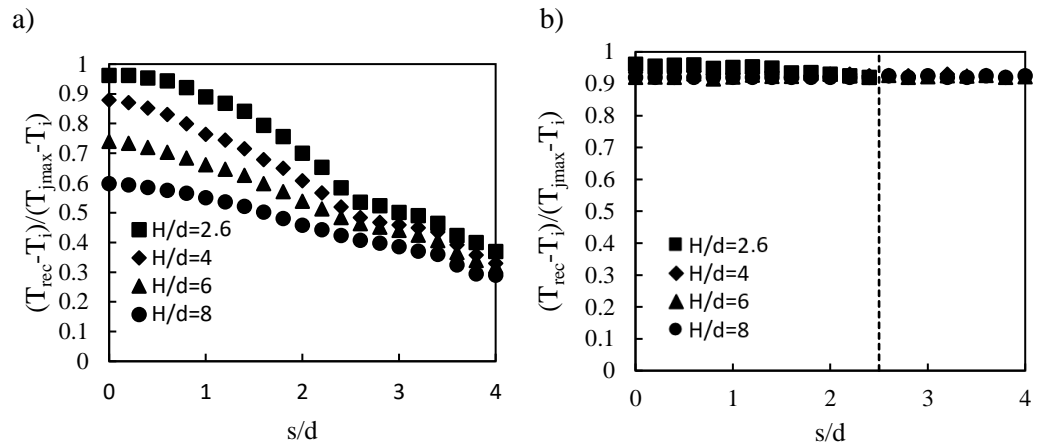 a)
(T_rec-T_i)/(T_jmax-T_i)
1
0.9
0.8
0.7
0.6
0.5
0.4
0.3
0.2
0.1
0
H/d=2.6
H/d=4
H/d=6
H/d=8
0 1 2 3 4
s/d
b)
(T_rec-T_i)/(T_jmax-T_i)
1
0.9
0.8
0.7
0.6
0.5
0.4
0.3
0.2
0.1
0
H/d=2.6
H/d=4
H/d=6
H/d=8
0 1 2 3 4
s/d